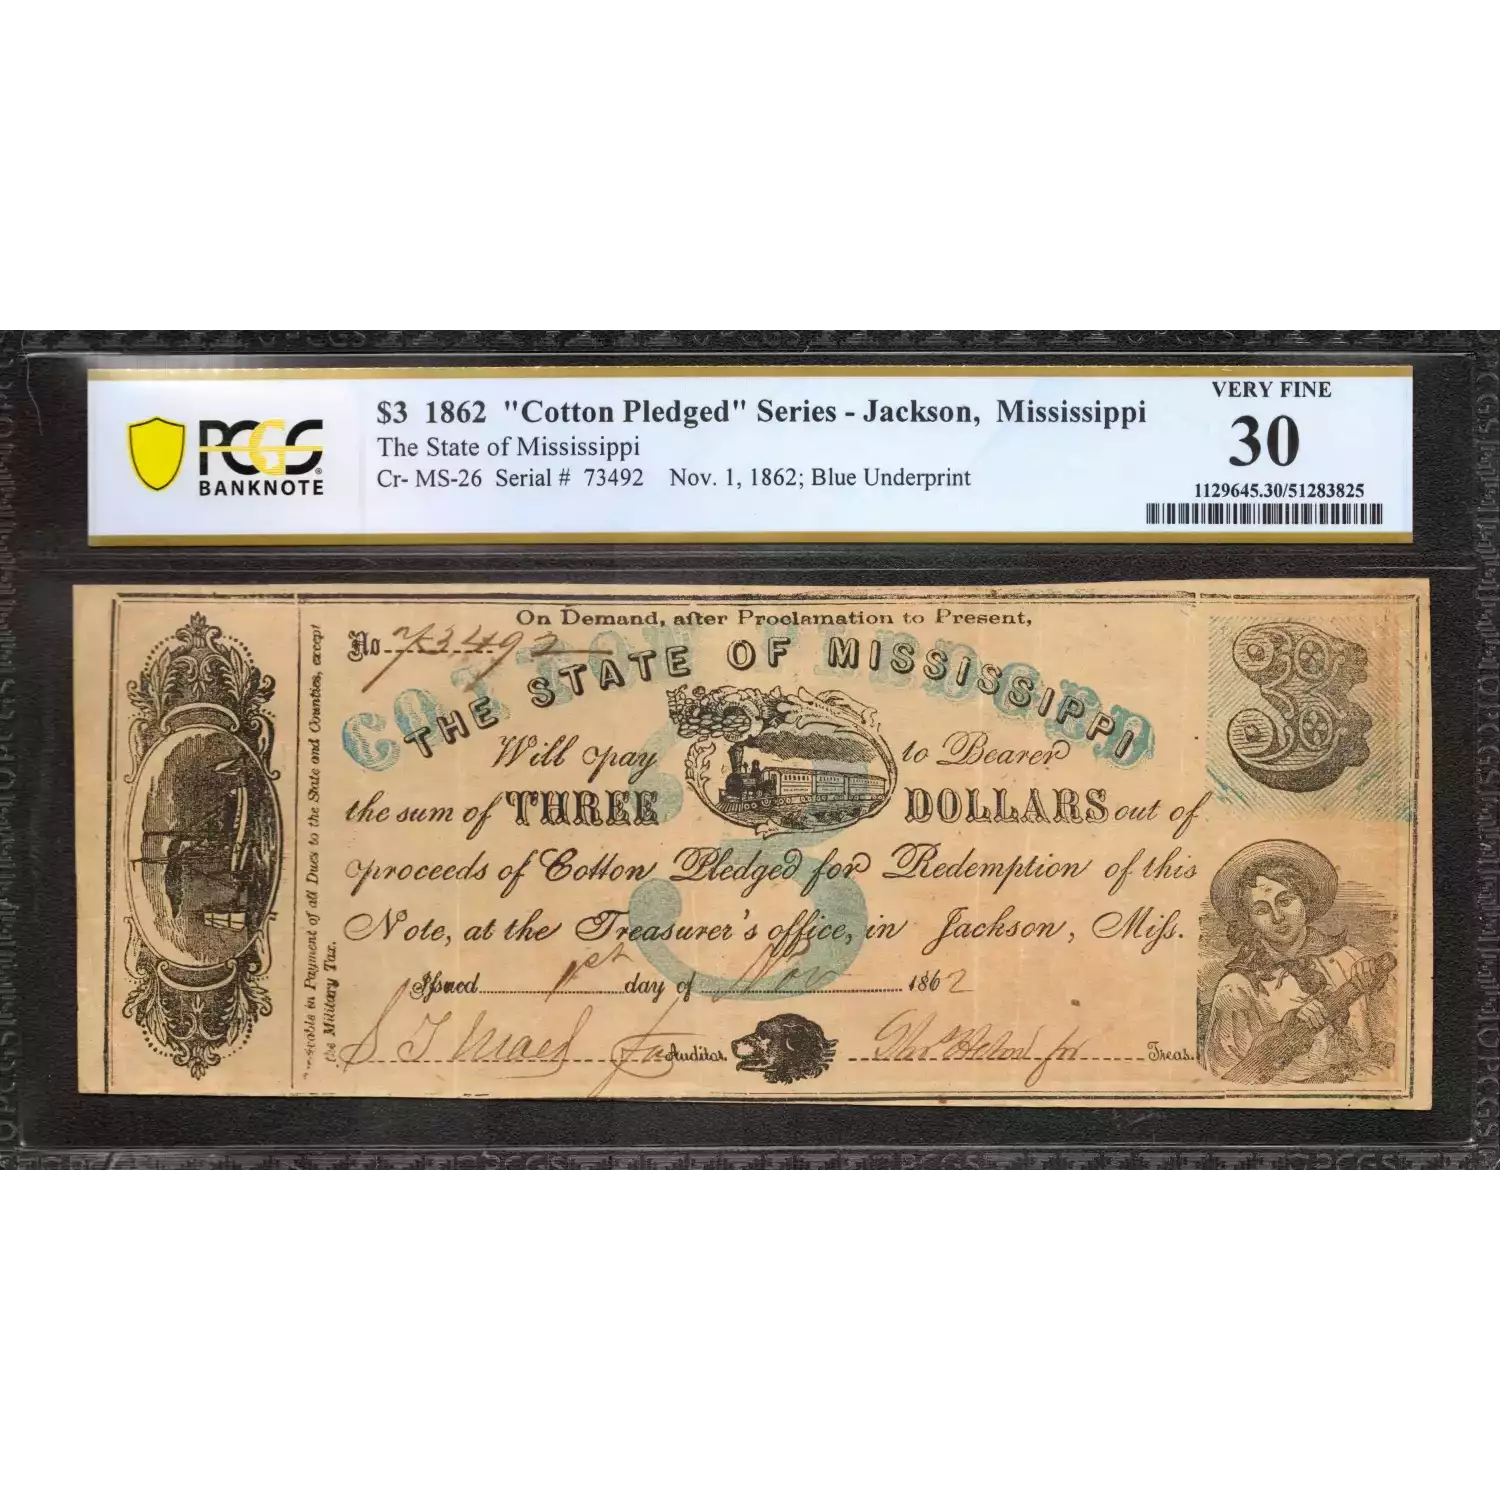 PCGS
BANKNOTE
$3 1862 "Cotton Pledged" Series - Jackson, Mississippi
The State of Mississippi
Cr- MS-26 Serial # 73492 Nov. 1, 1862; Blue Underprint
VERY FINE
30
1129645.30/51283825
On Demand, after Proclamation to Present,
No 73492
COTTON PLEDGED
THE STATE OF MISSISSIPPI
Will pay to Bearer
the sum of THREE DOLLARS out of
proceeds of Cotton Pledged for Redemption of this
Note, at the Treasurer's office, in Jackson, Miss.
Issued 1st day of Nov 1862
Auditor. Treas.
3
3
in Payment of all Dues to the State and Counties, except
the Military Tax.